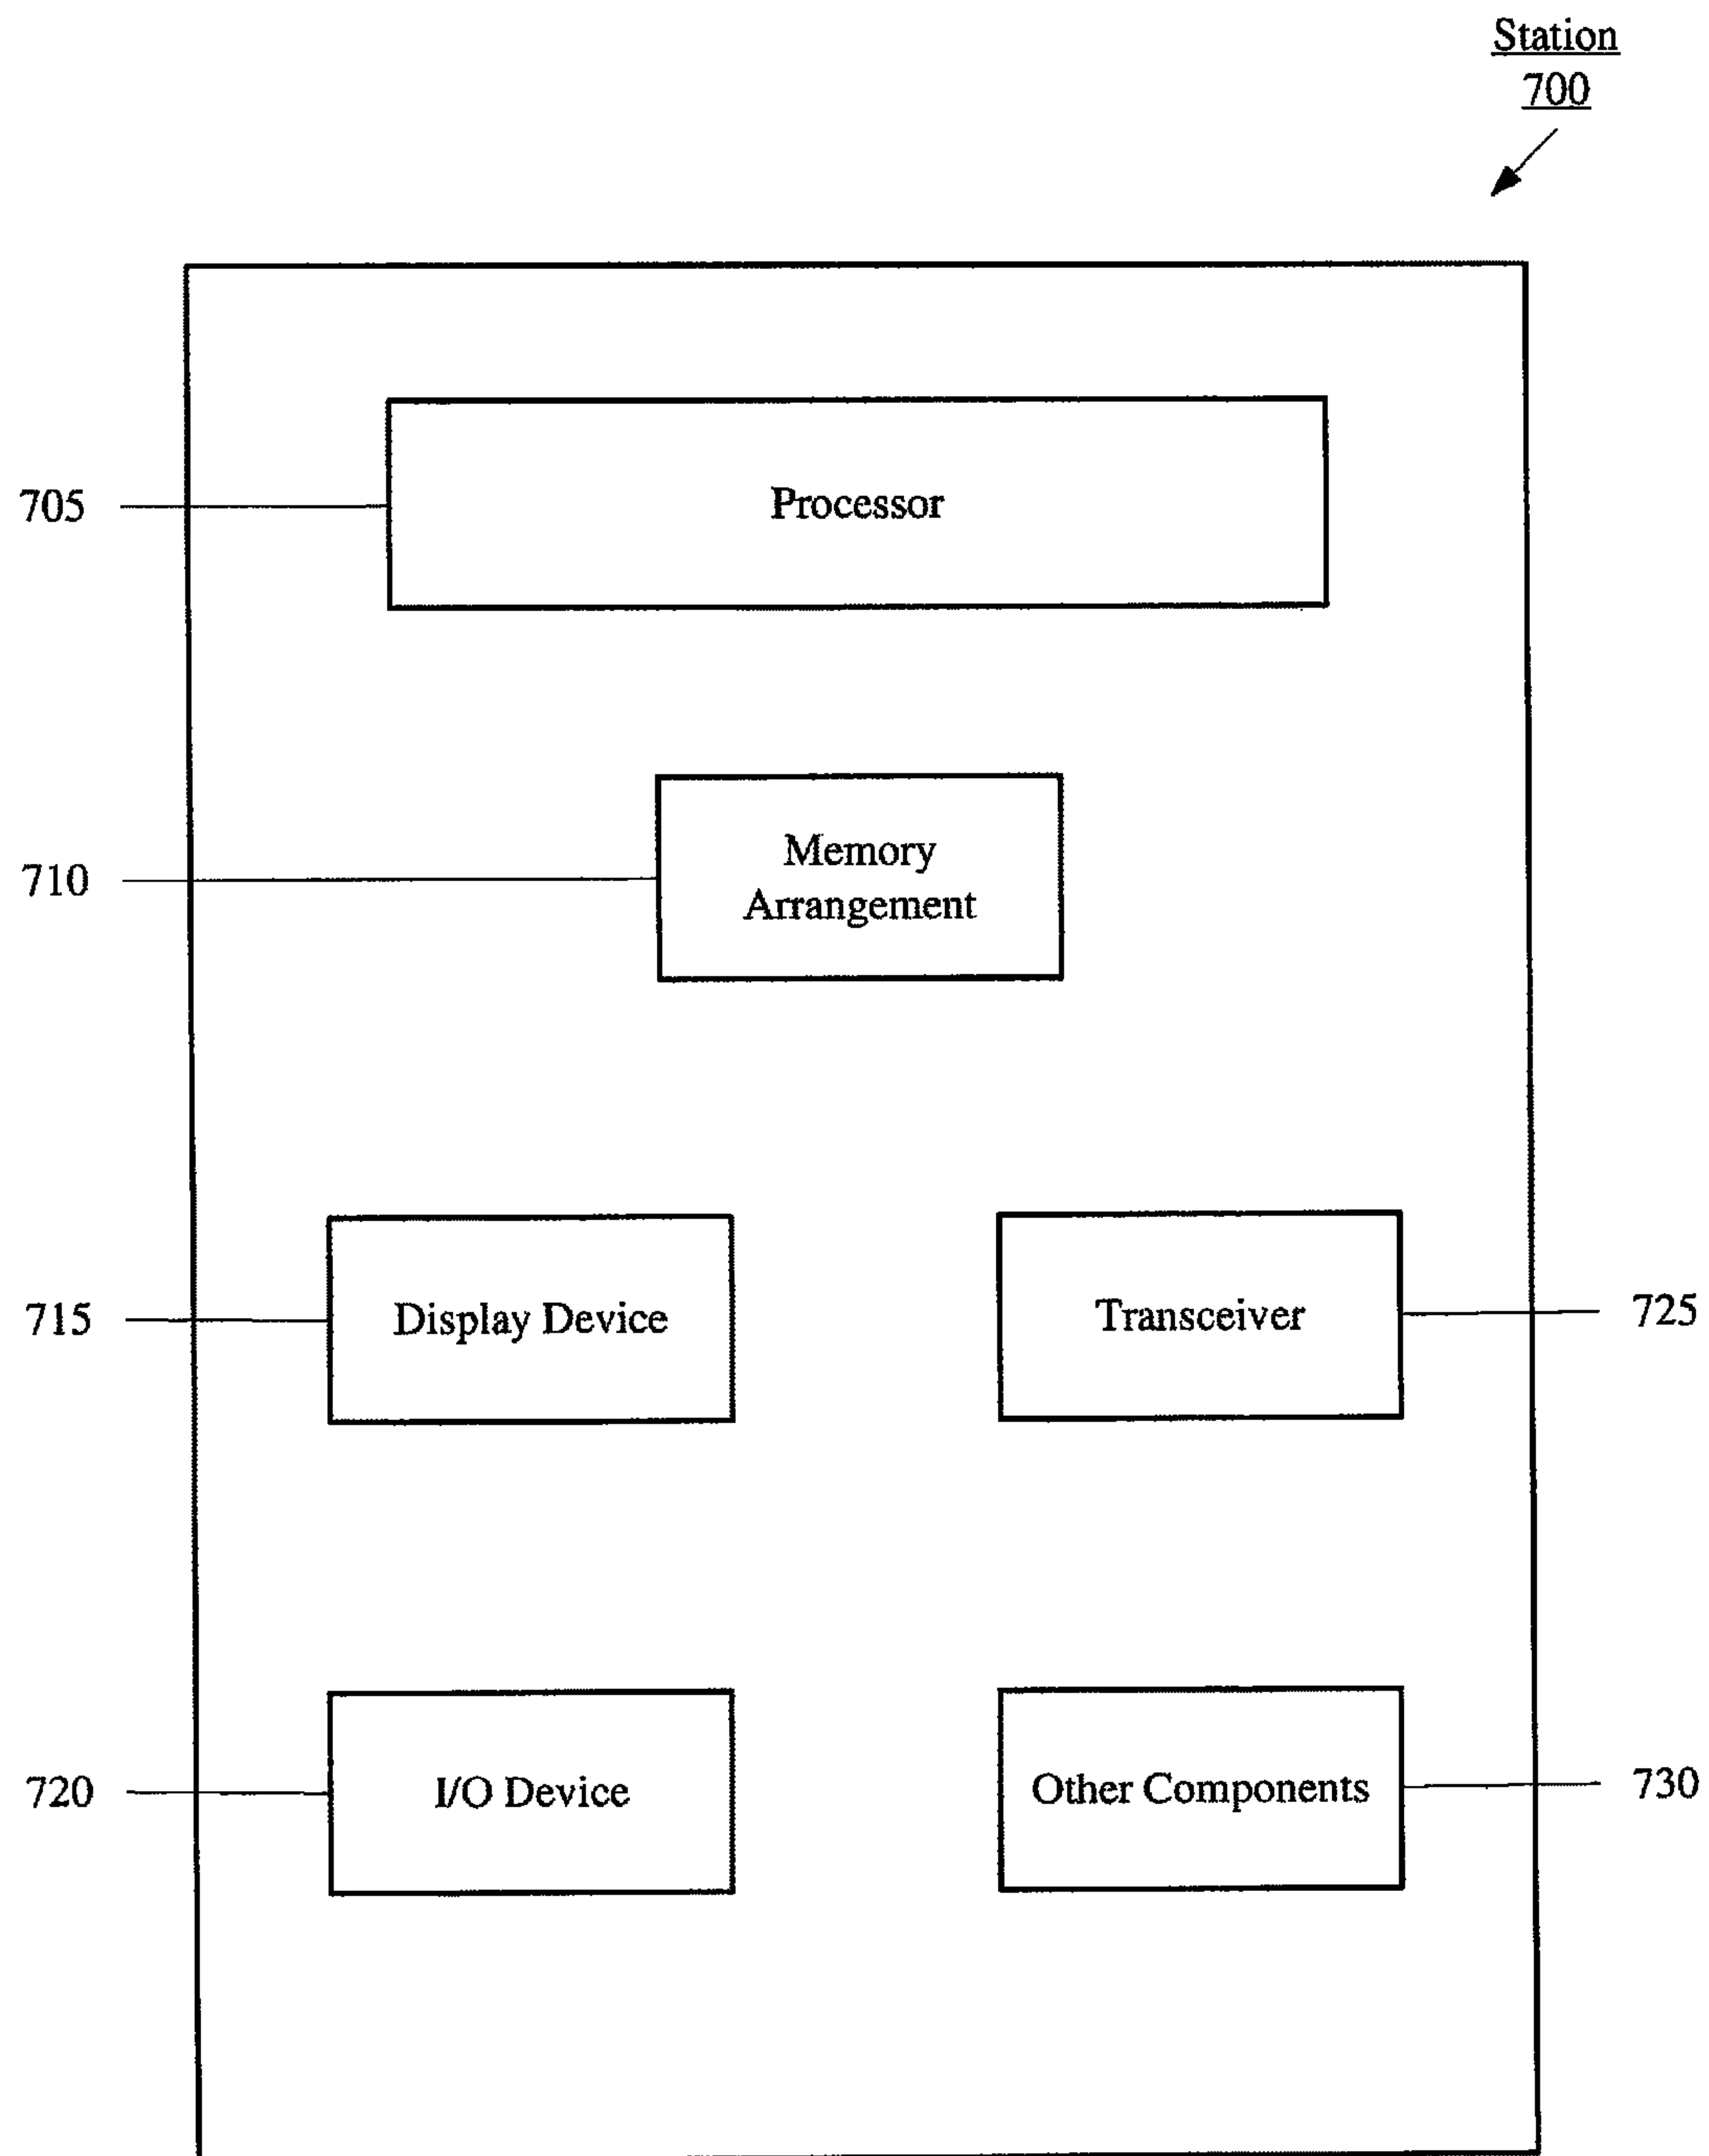 Station
700
705
Processor
710
Memory
Arrangement
715
Display Device
Transceiver
725
720
I/O Device
Other Components
730